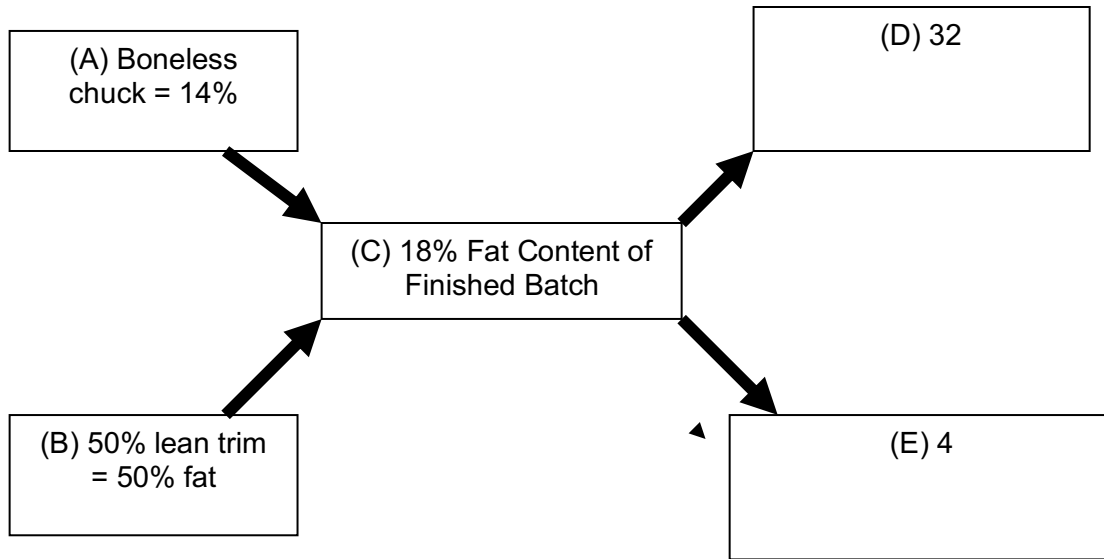 (A) Boneless
chuck = 14%
(D) 32
(C) 18% Fat Content of
Finished Batch
(B) 50% lean trim
= 50% fat
(E) 4